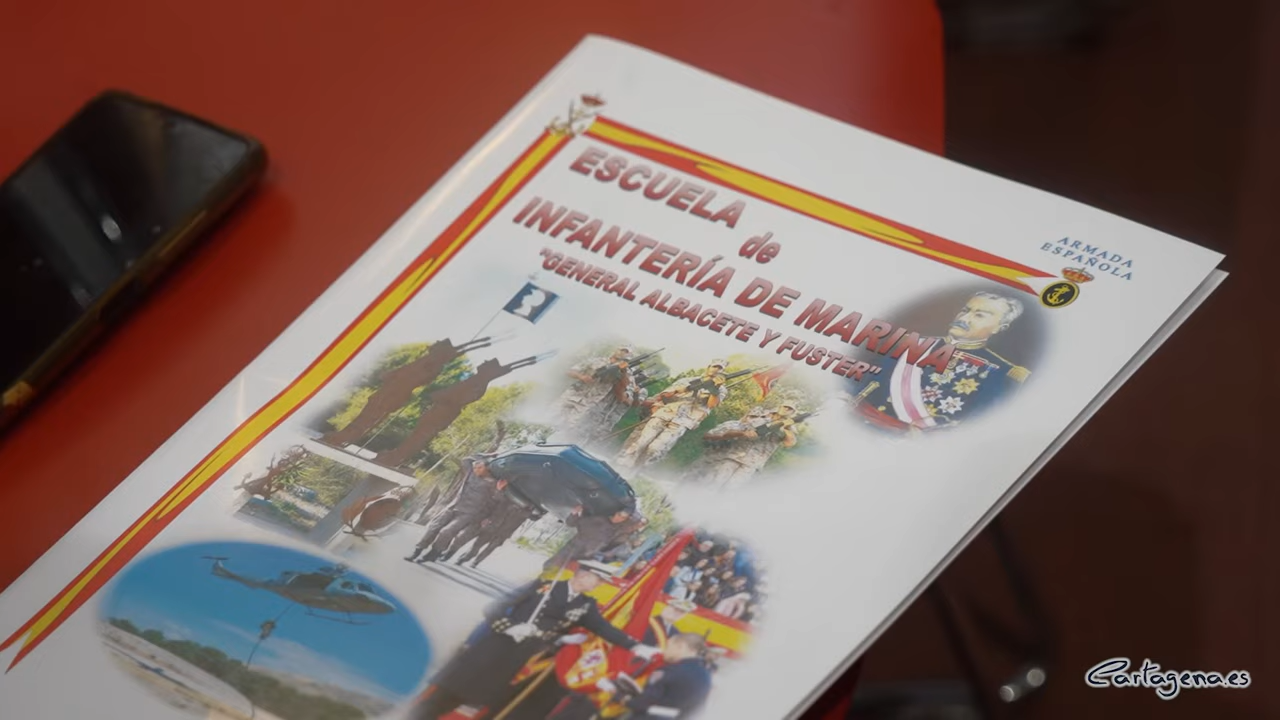 ESCUELA
de
INFANTERÍA DE MARINA
"GENERAL ALBACETE Y FUSTER"
ARMADA
ESPAÑOLA
Cartagena.es